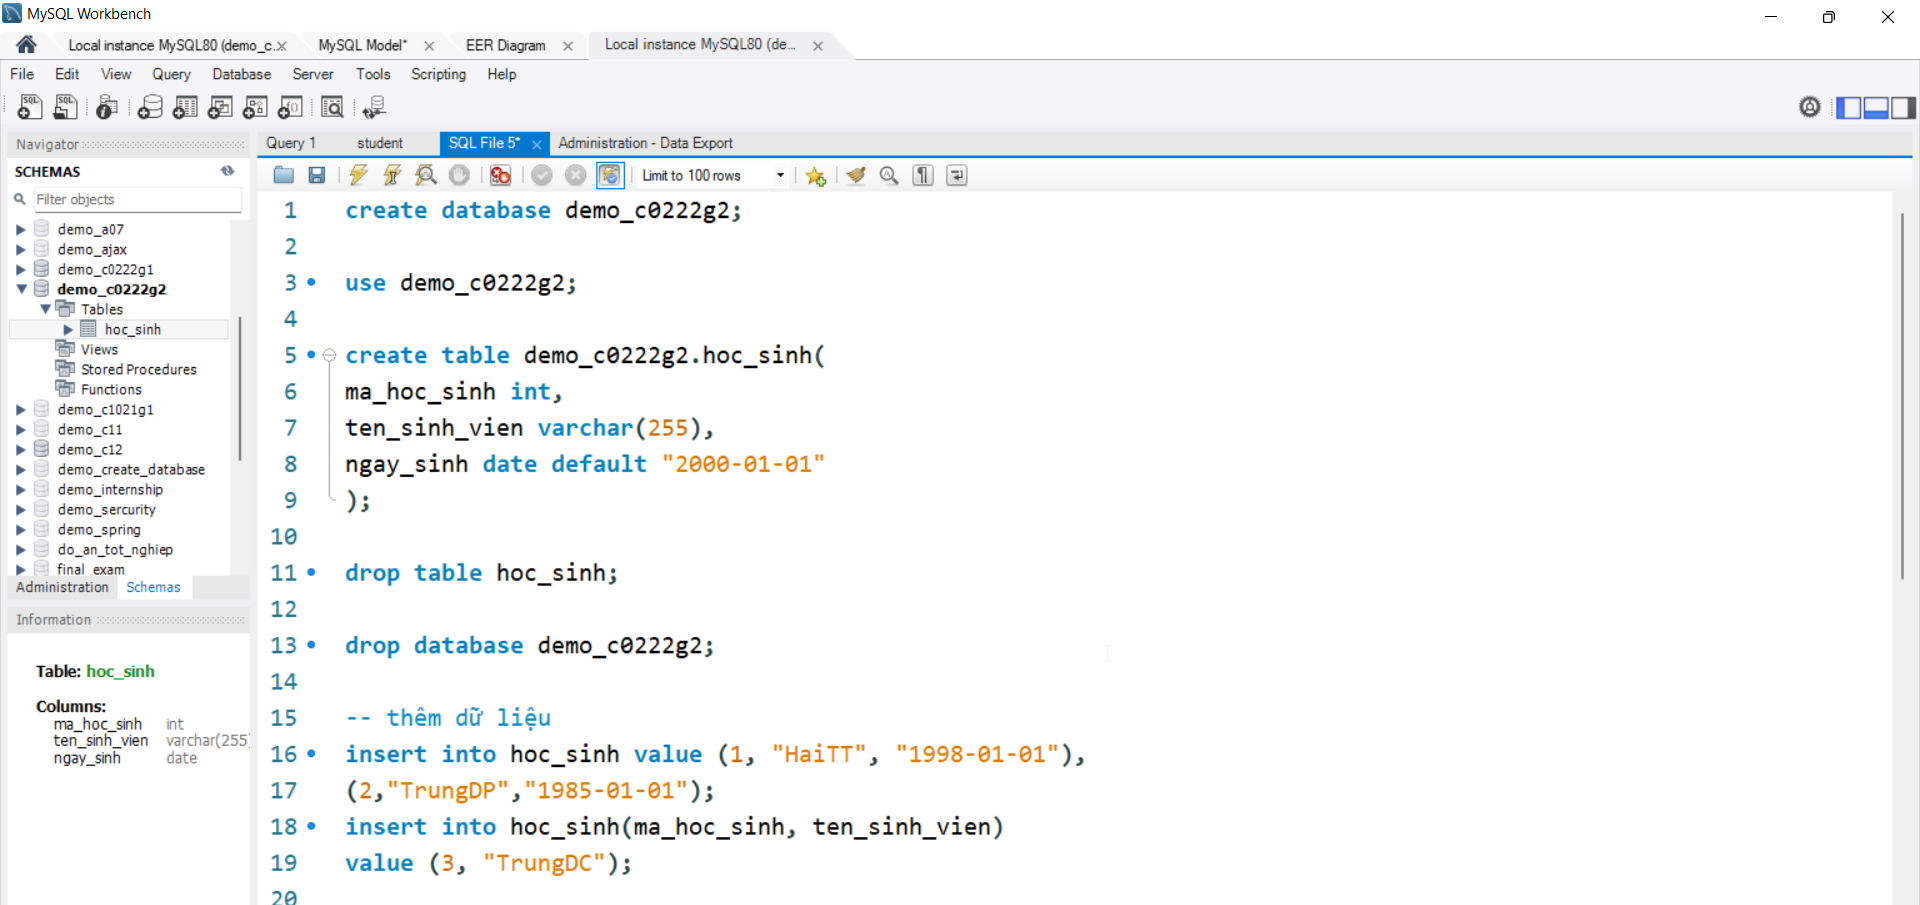 MySQL Workbench
Local instance MySQL80 (demo_c.
MySQL Model*
EER Diagram
Local instance MySQL80 (de...
File Edit View Query Database Server Tools Scripting Help
Navigator
SCHEMAS
Filter objects
demo_a07
demo_ajax
demo_c0222g1
demo_c0222g2
Tables
hoc_sinh
Views
Stored Procedures
Functions
demo_c1021g1
demo_c11
demo_c12
demo_create_database
demo_internship
demo_sercurity
demo_spring
do_an_tot_nghiep
final_exam
Administration Schemas
Information
Table: hoc_sinh
Columns:
ma_hoc_sinh int
ten_sinh_vien varchar(255)
ngay_sinh date
Query 1 student SQL File 5* Administration - Data Export
Limit to 100 rows
1 create database demo_c0222g2;
2
3 use demo_c0222g2;
4
5 create table demo_c0222g2.hoc_sinh(
6 ma_hoc_sinh int,
7 ten_sinh_vien varchar(255),
8 ngay_sinh date default "2000-01-01"
9 );
10
11 drop table hoc_sinh;
12
13 drop database demo_c0222g2;
14
15 -- thêm dữ liệu
16 insert into hoc_sinh value (1, "HaiTT", "1998-01-01"),
17 (2,"TrungDP","1985-01-01");
18 insert into hoc_sinh(ma_hoc_sinh, ten_sinh_vien)
19 value (3, "TrungDC");
20